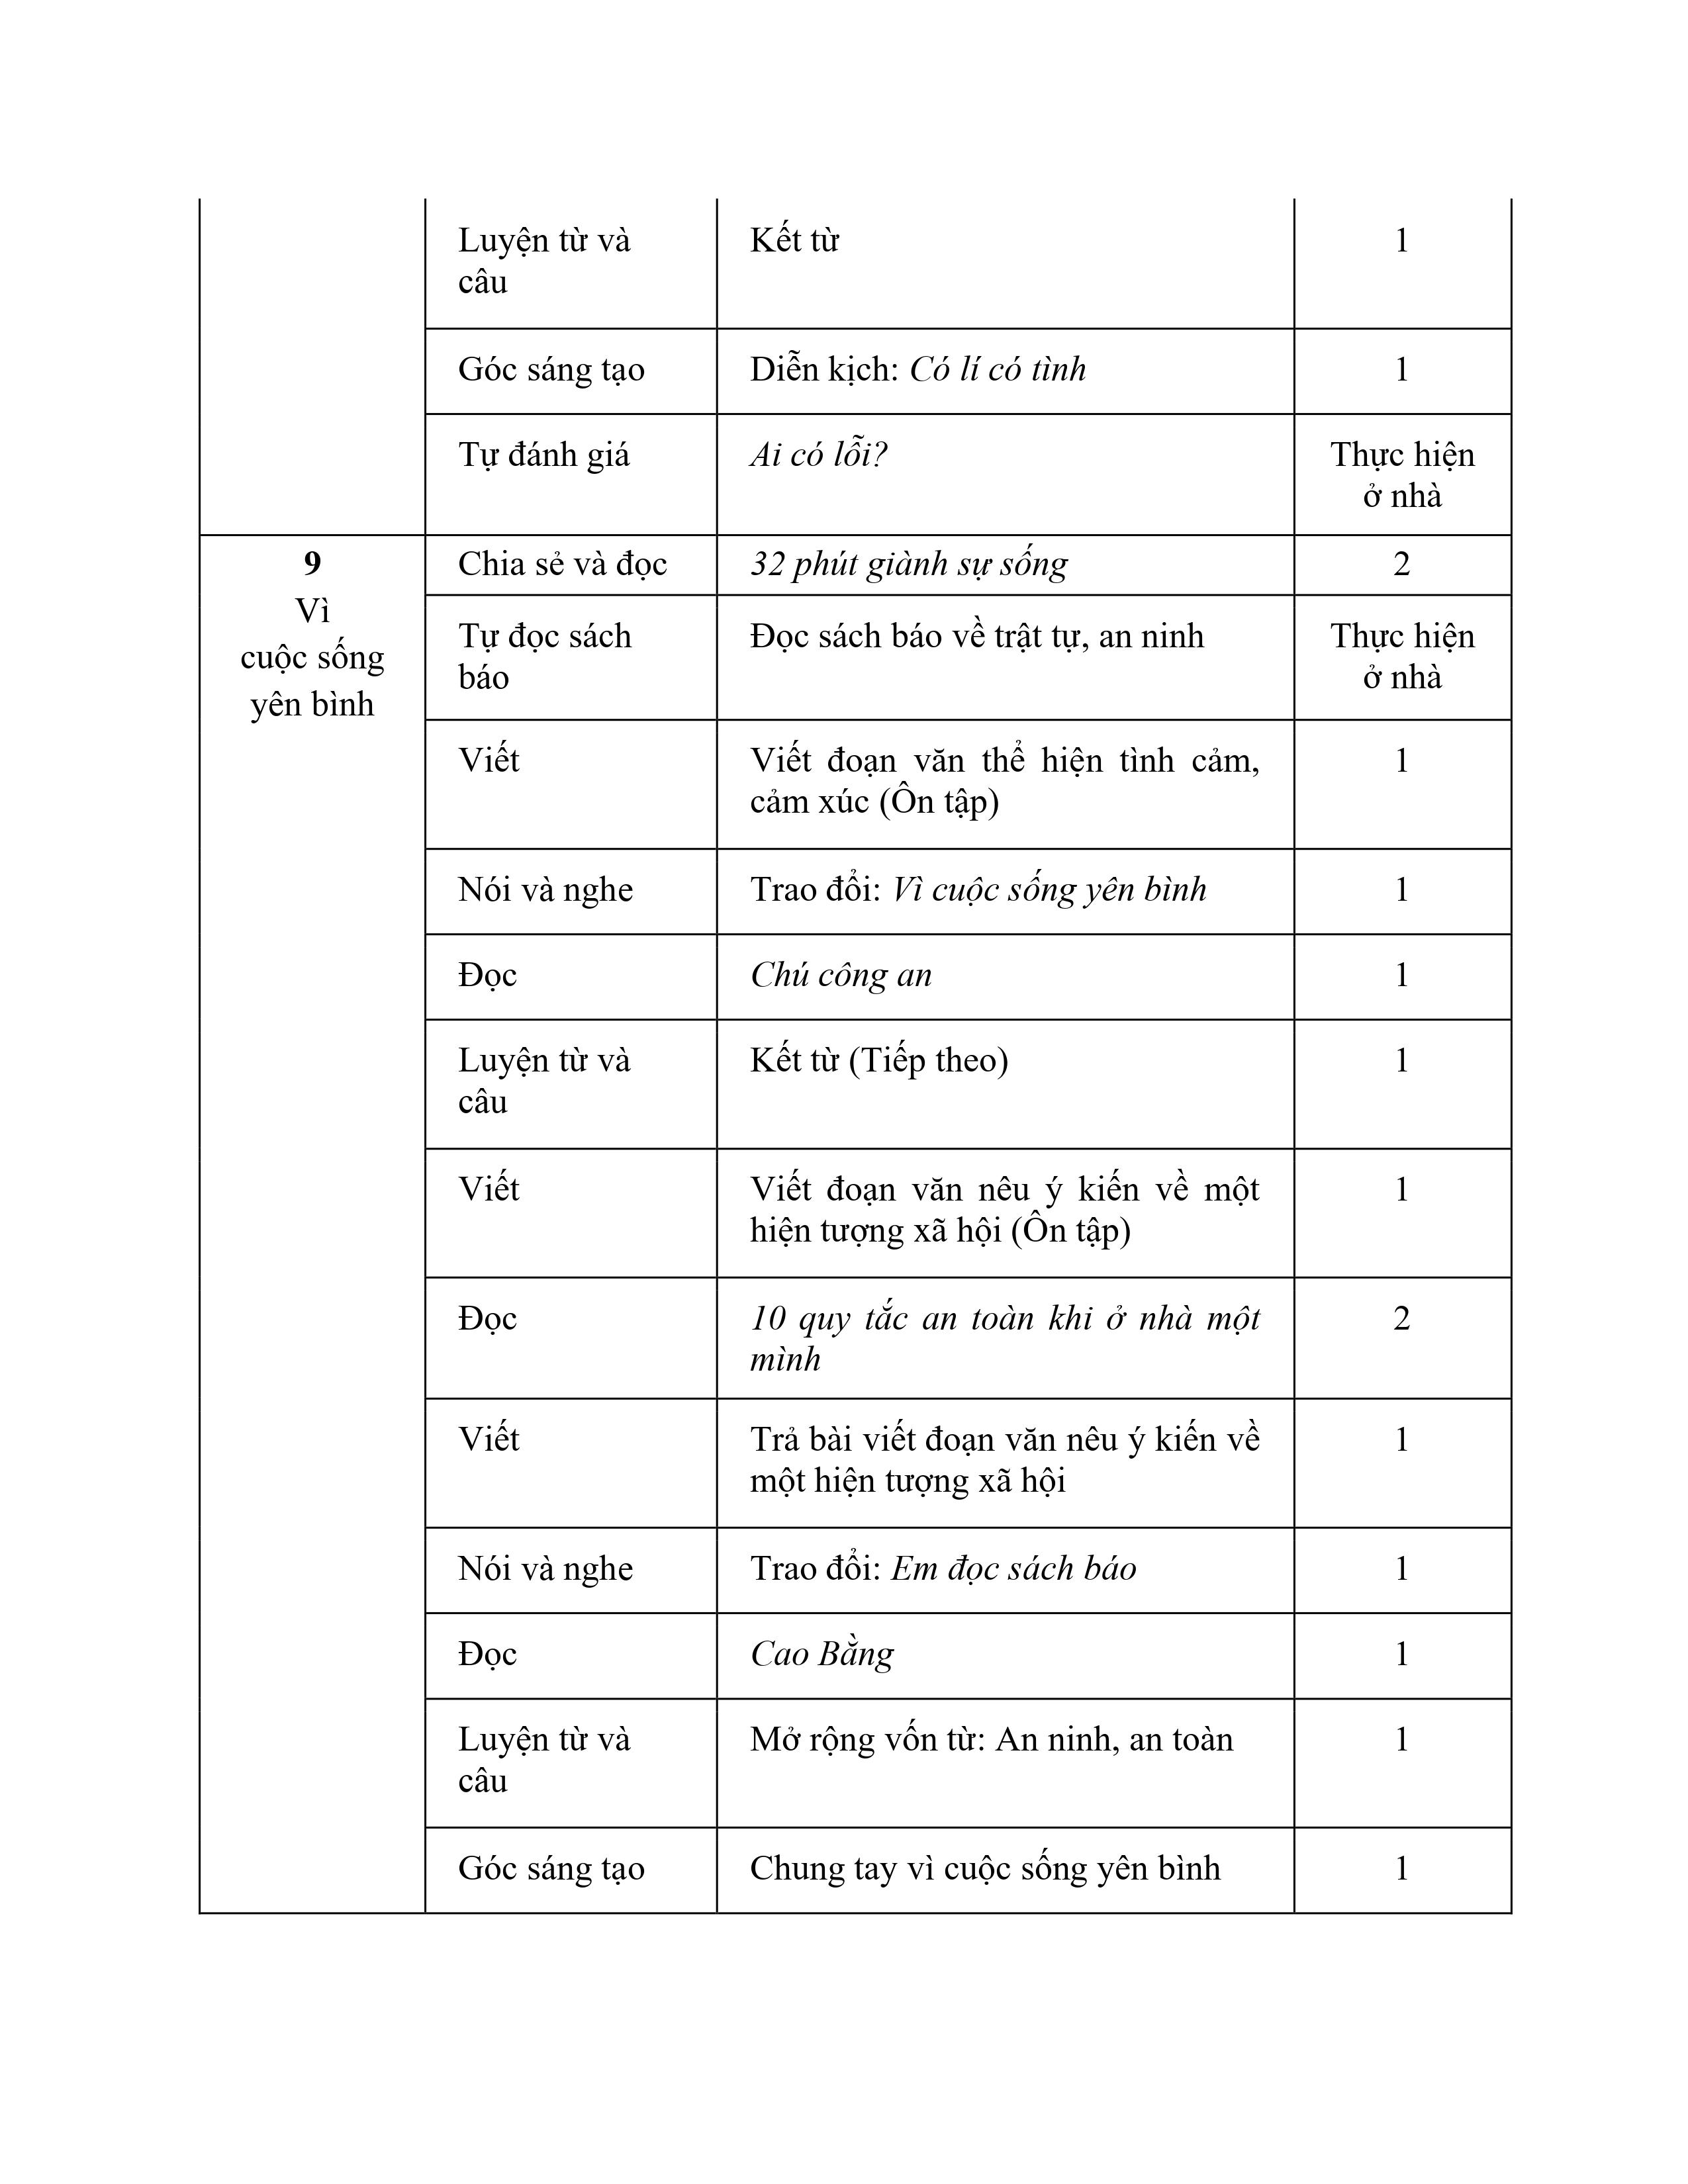 Luyện từ và Kết từ 1
câu
Góc sáng tạo Diễn kịch: Có lí có tình 1
Tự đánh giá Ai có lỗi? Thực hiện
ở nhà
9 Chia sẻ và đọc 32 phút giành sự sống 2
Vì
cuộc sống
yên bình
Tự đọc sách Đọc sách báo về trật tự, an ninh Thực hiện
báo ở nhà
Viết Viết đoạn văn thể hiện tình cảm, 1
cảm xúc (Ôn tập)
Nói và nghe Trao đổi: Vì cuộc sống yên bình 1
Đọc Chú công an 1
Luyện từ và Kết từ (Tiếp theo) 1
câu
Viết Viết đoạn văn nêu ý kiến về một 1
hiện tượng xã hội (Ôn tập)
Đọc 10 quy tắc an toàn khi ở nhà một 2
mình
Viết Trả bài viết đoạn văn nêu ý kiến về 1
một hiện tượng xã hội
Nói và nghe Trao đổi: Em đọc sách báo 1
Đọc Cao Bằng 1
Luyện từ và Mở rộng vốn từ: An ninh, an toàn 1
câu
Góc sáng tạo Chung tay vì cuộc sống yên bình 1